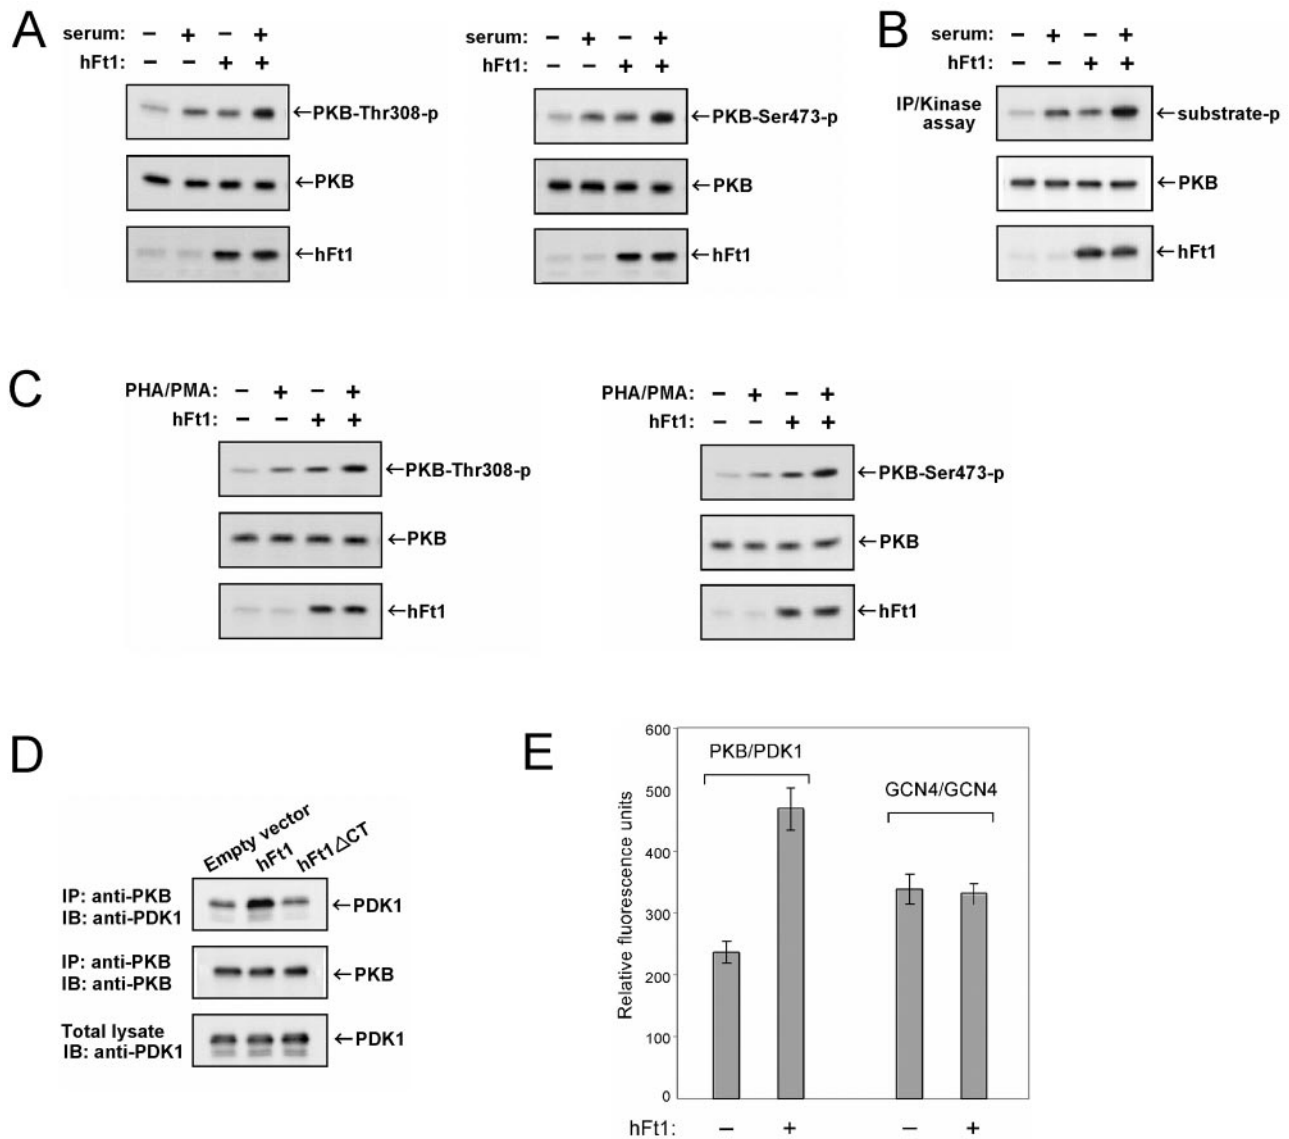 A
serum: − + − +
hFt1: − − + +
←PKB-Thr308-p
←PKB
←hFt1
serum: − + − +
hFt1: − − + +
←PKB-Ser473-p
←PKB
←hFt1
B
serum: − + − +
hFt1: − − + +
IP/Kinase
assay
←substrate-p
←PKB
←hFt1
C
PHA/PMA: − + − +
hFt1: − − + +
←PKB-Thr308-p
←PKB
←hFt1
PHA/PMA: − + − +
hFt1: − − + +
←PKB-Ser473-p
←PKB
←hFt1
D
Empty vector
hFt1
hFt1△CT
IP: anti-PKB
IB: anti-PDK1
←PDK1
IP: anti-PKB
IB: anti-PKB
←PKB
Total lysate
IB: anti-PDK1
←PDK1
E
Relative fluorescence units
600
500
400
300
200
100
0
PKB/PDK1
GCN4/GCN4
hFt1: − + − +